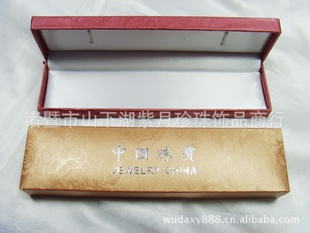 诸暨市山下湖紫月珍珠饰品商行
中国珠寶
JEWELRY CHINA
wudaxy888.cn.alibaba.com